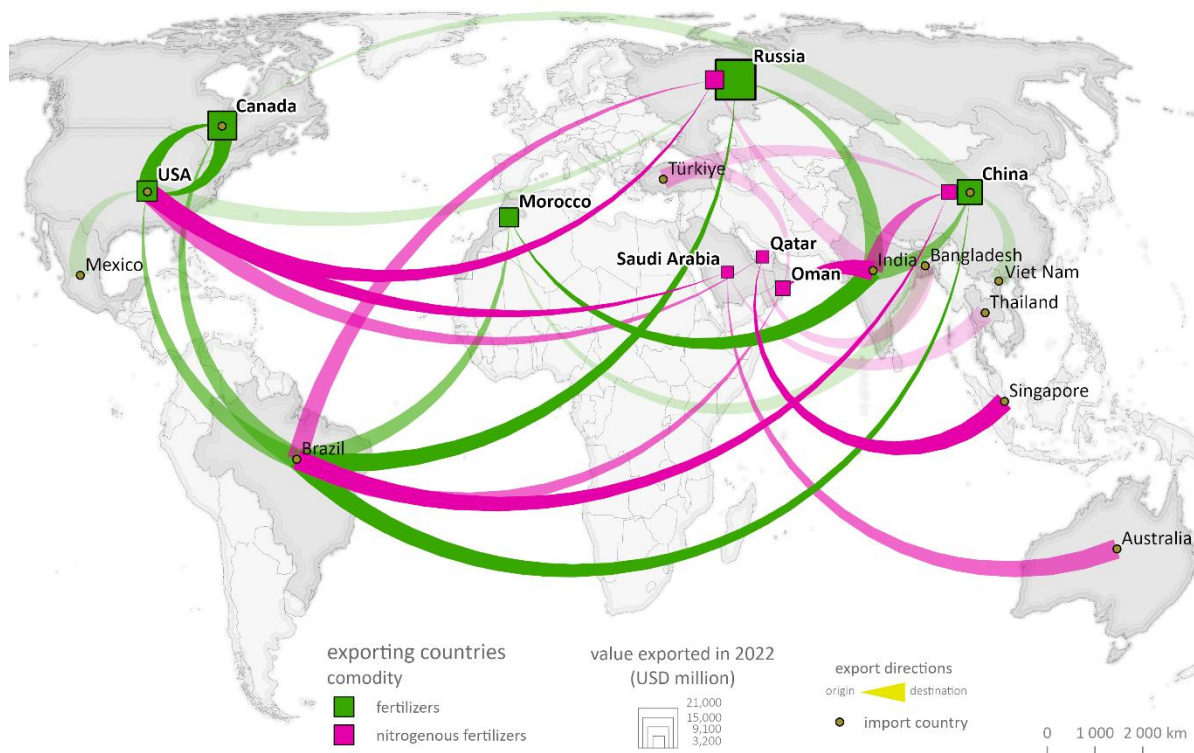 Russia
Canada
Türkiye
China
USA
Morocco
Qatar
Saudi Arabia
Oman
India
Bangladesh
Mexico
Viet Nam
Thailand
Singapore
Brazil
Australia
exporting countries
comodity
fertilizers
nitrogenous fertilizers
value exported in 2022
(USD million)
21,000
15,000
9,100
3,200
export directions
origin
destination
import country
0 1 000 2 000 km